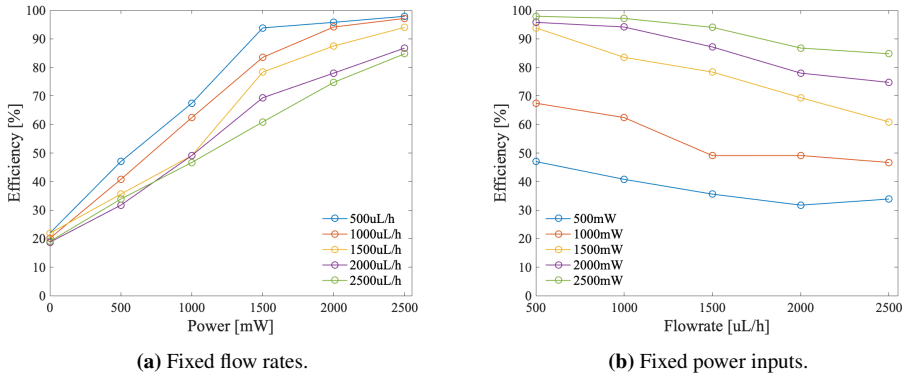 100
90
80
70
60
50
40
30
20
10
0
Efficiency [%]
500uL/h
1000uL/h
1500uL/h
2000uL/h
2500uL/h
0 500 1000 1500 2000 2500
Power [mW]
(a) Fixed flow rates.
100
90
80
70
60
50
40
30
20
10
0
Efficiency [%]
500mW
1000mW
1500mW
2000mW
2500mW
500 1000 1500 2000 2500
Flowrate [uL/h]
(b) Fixed power inputs.